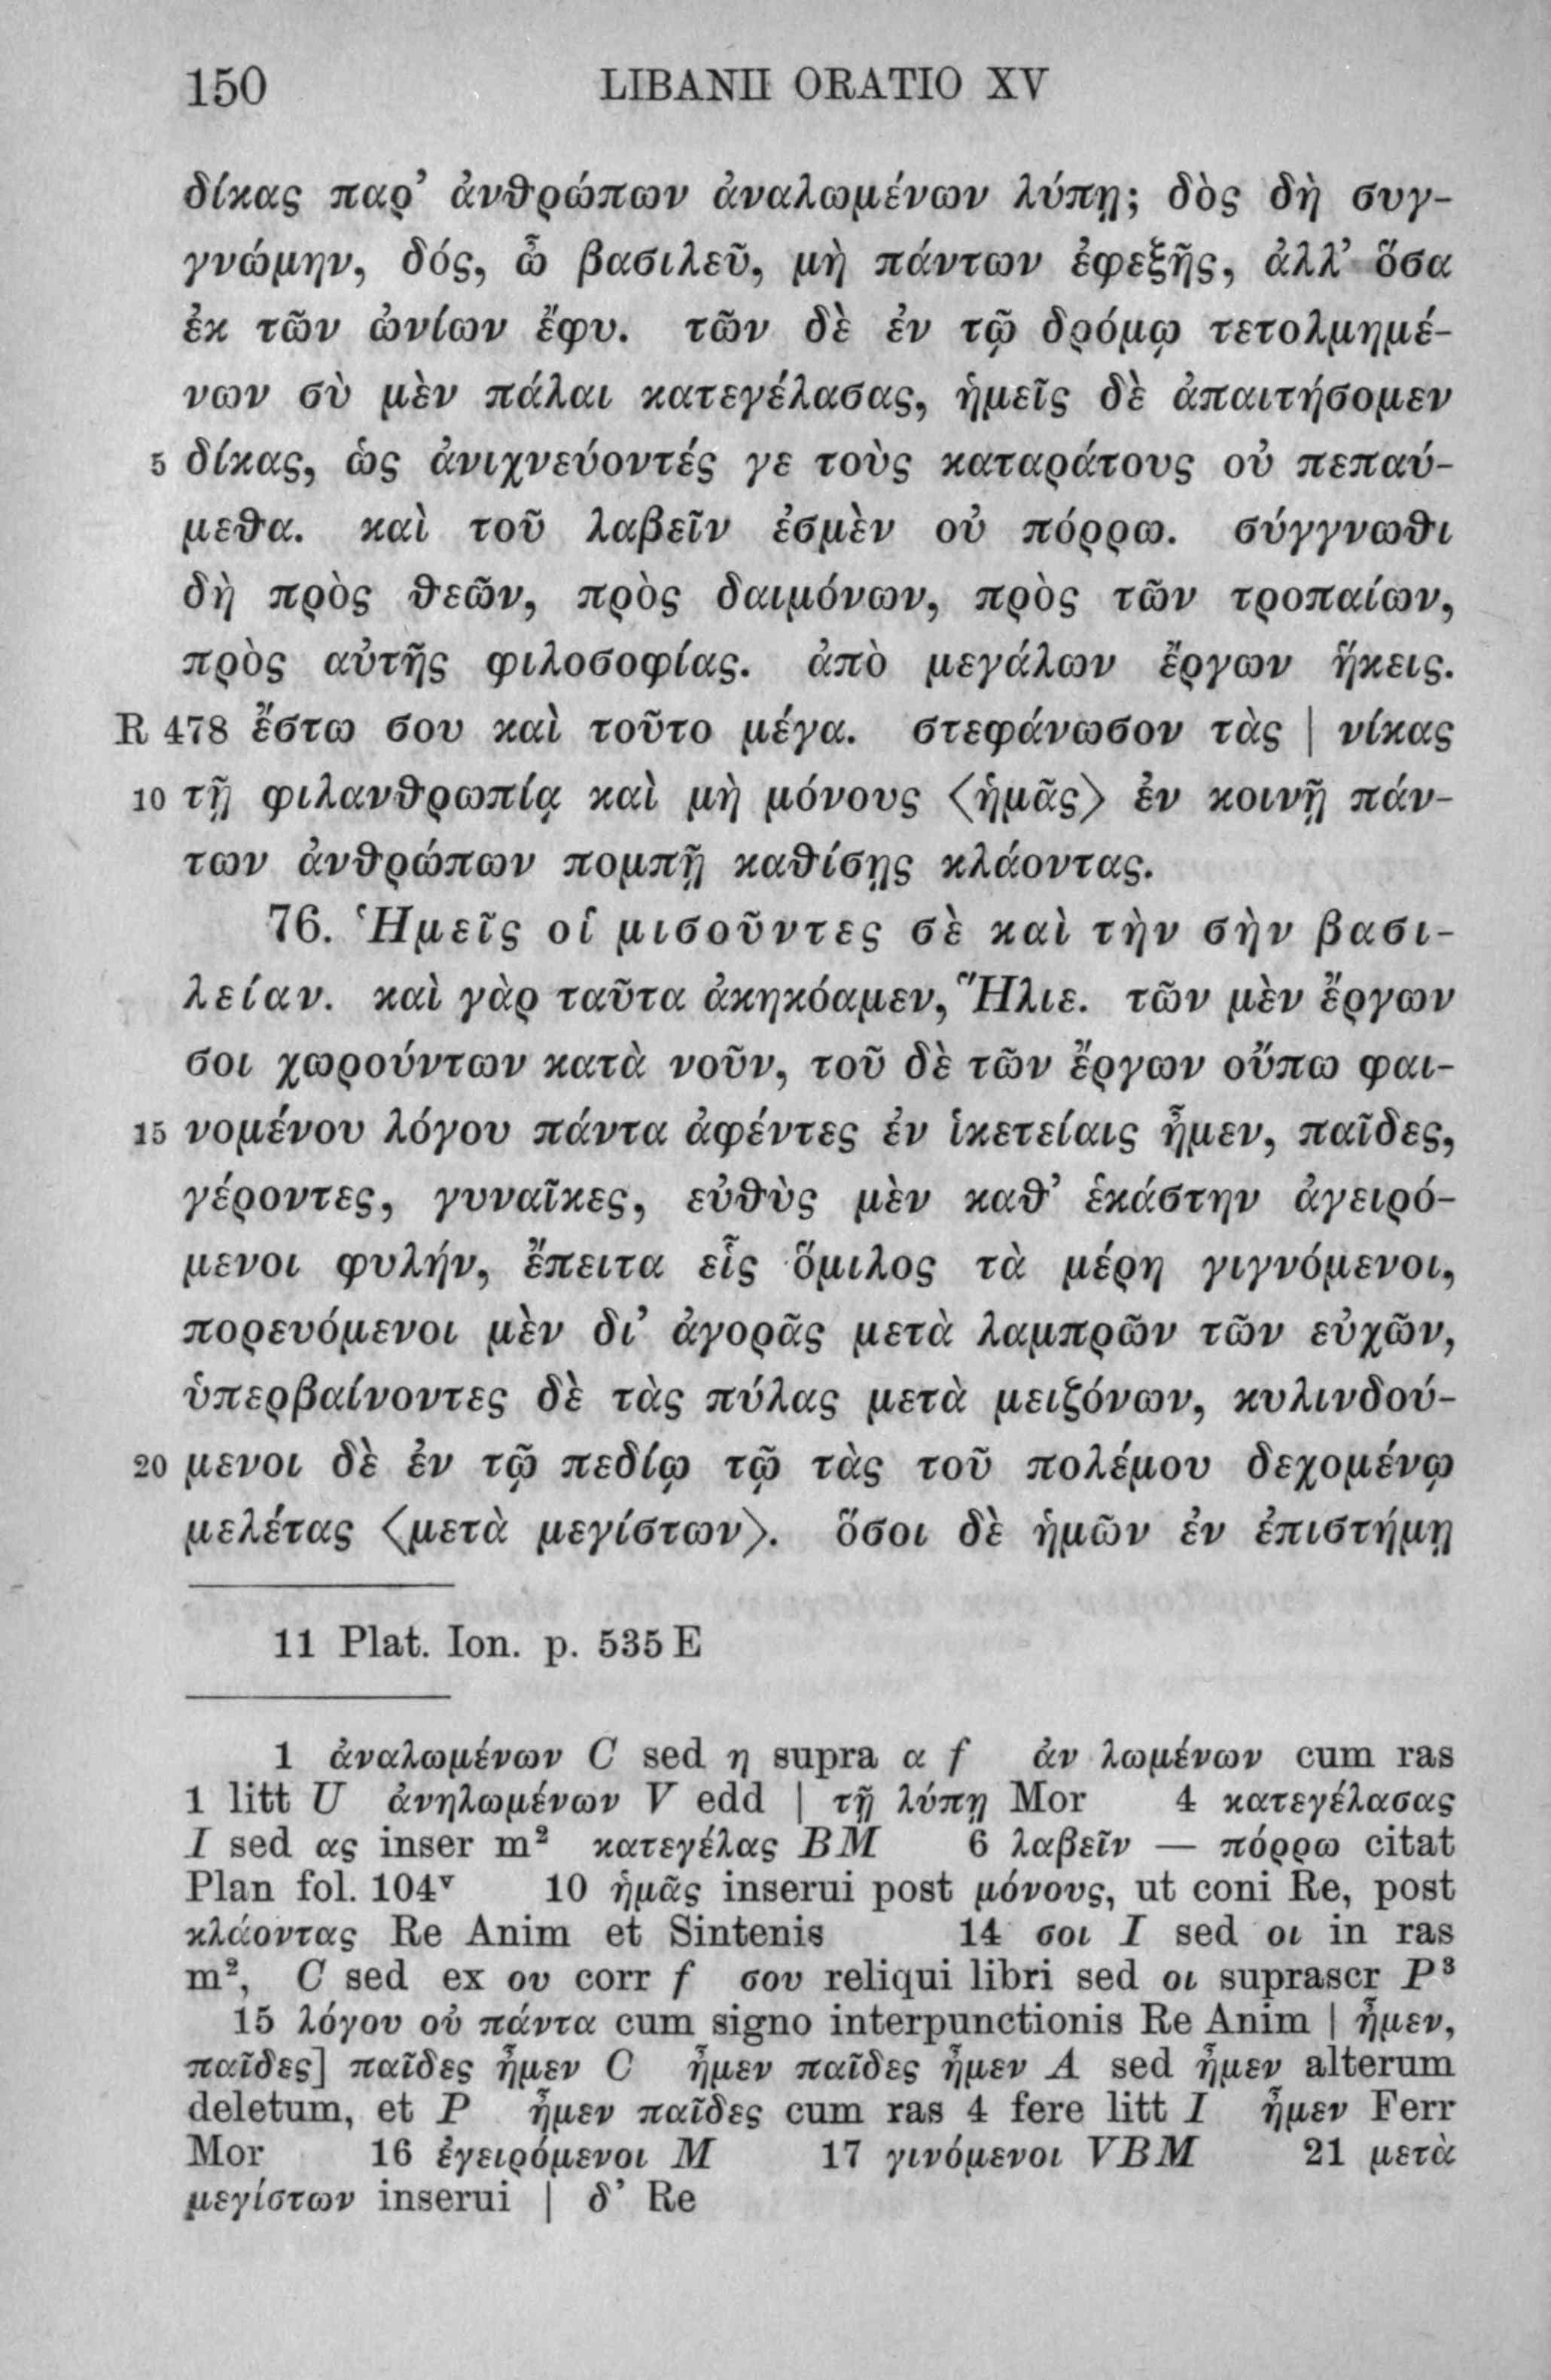 150 LIBANII ORATIO XV
δίκας παρ’ ἀνθρώπων ἀναλωμένων λύπῃ; δὸς δὴ συγ-
γνώμην, δός, ὦ βασιλεῦ, μὴ πάντων ἐφεξῆς, ἀλλ’ ὅσα
ἐκ τῶν ὠνίων ἔφυ. τῶν δὲ ἐν τῷ δρόμῳ τετολμημέ-
νων σὺ μὲν πάλαι κατεγέλασας, ἡμεῖς δὲ ἀπαιτήσομεν
5 δίκας, ὡς ἀνιχνεύοντές γε τοὺς καταράτους οὐ πεπαύ-
μεθα. καὶ τοῦ λαβεῖν ἐσμὲν οὐ πόρρω. σύγγνωθι
δὴ πρὸς θεῶν, πρὸς δαιμόνων, πρὸς τῶν τροπαίων,
πρὸς αὐτῆς φιλοσοφίας. ἀπὸ μεγάλων ἔργων ἥκεις.
R 478 ἔστω σου καὶ τοῦτο μέγα. στεφάνωσον τὰς | νίκας
10 τῇ φιλανθρωπίᾳ καὶ μὴ μόνους ⟨ἡμᾶς⟩ ἐν κοινῇ πάν-
των ἀνθρώπων πομπῇ καθίσῃς κλάοντας.
76. Ἡμεῖς οἱ μισοῦντες σὲ καὶ τὴν σὴν βασι-
λείαν. καὶ γὰρ ταῦτα ἀκηκόαμεν, Ἥλιε. τῶν μὲν ἔργων
σοι χωρούντων κατὰ νοῦν, τοῦ δὲ τῶν ἔργων οὔπω φαι-
15 νομένου λόγου πάντα ἀφέντες ἐν ἱκετείαις ἦμεν, παῖδες,
γέροντες, γυναῖκες, εὐθὺς μὲν καθ’ ἑκάστην ἀγειρό-
μενοι φυλήν, ἔπειτα εἷς ὅμιλος τὰ μέρη γιγνόμενοι,
πορευόμενοι μὲν δι’ ἀγορᾶς μετὰ λαμπρῶν τῶν εὐχῶν,
ὑπερβαίνοντες δὲ τὰς πύλας μετὰ μειζόνων, κυλινδού-
20 μενοι δὲ ἐν τῷ πεδίῳ τῷ τὰς τοῦ πολέμου δεχομένῳ
μελέτας ⟨μετὰ μεγίστων⟩. ὅσοι δὲ ἡμῶν ἐν ἐπιστήμῃ
11 Plat. Ion. p. 535 E
1 ἀναλωμένων C sed η supra α f ἀν λωμένων cum ras
1 litt U ἀνηλωμένων V edd | τῇ λύπῃ Mor 4 κατεγέλασας
I sed ας inser m² κατεγέλας BM 6 λαβεῖν — πόρρω citat
Plan fol. 104ᵛ 10 ἡμᾶς inserui post μόνους, ut coni Re, post
κλάοντας Re Anim et Sintenis 14 σοι I sed οι in ras
m², C sed ex ου corr f σου reliqui libri sed οι suprascr P³
15 λόγου οὐ πάντα cum signo interpunctionis Re Anim | ἦμεν,
παῖδες] παῖδες ἦμεν C ἦμεν παῖδες ἦμεν A sed ἦμεν alterum
deletum, et P ἦμεν παῖδες cum ras 4 fere litt I ἦμεν Ferr
Mor 16 ἐγειρόμενοι M 17 γινόμενοι VBM 21 μετὰ
μεγίστων inserui | δ’ Re